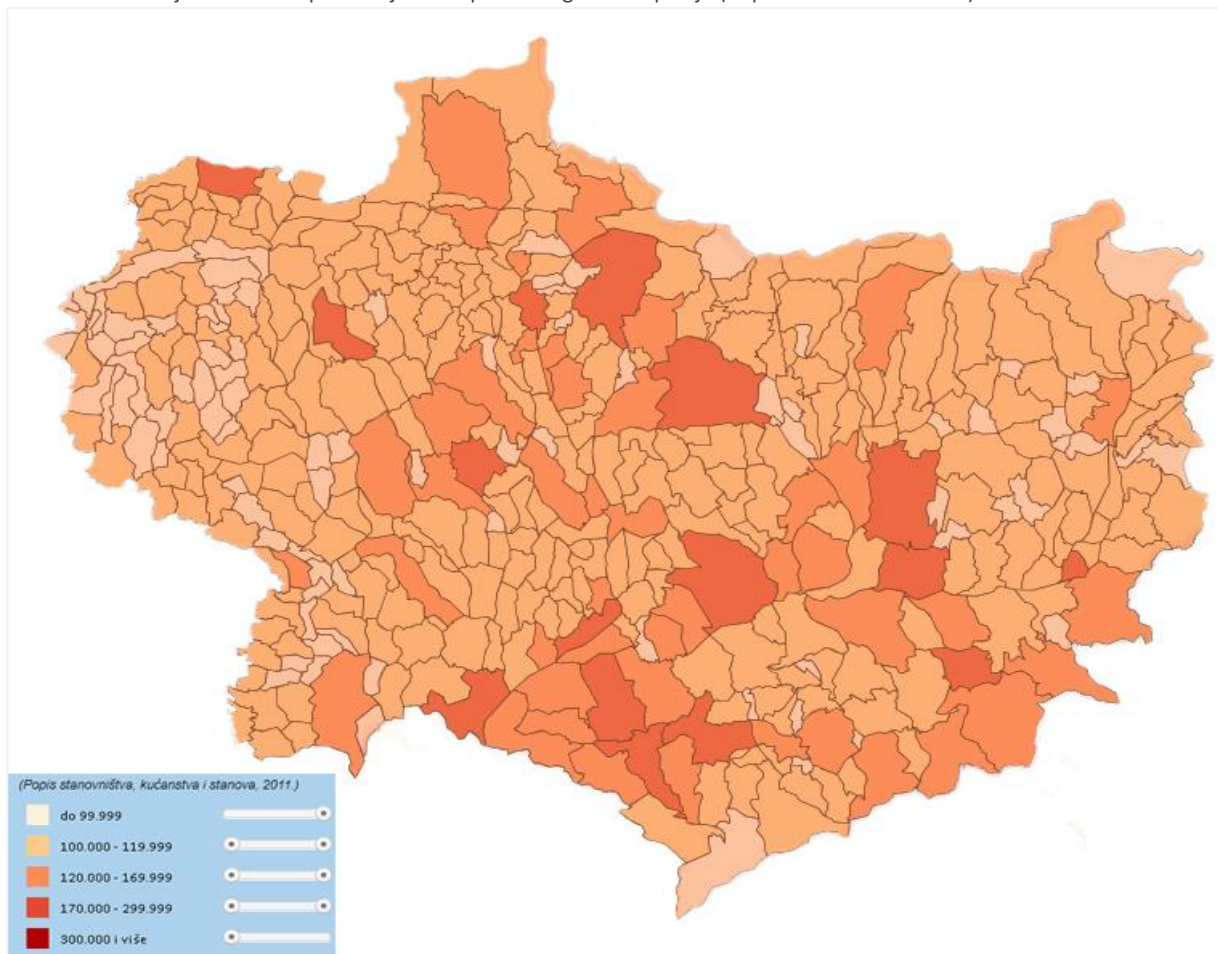 (Popis stanovništva, kućanstva i stanova, 2011.)
do 99.999
100.000 - 119.999
120.000 - 169.999
170.000 - 299.999
300.000 i više